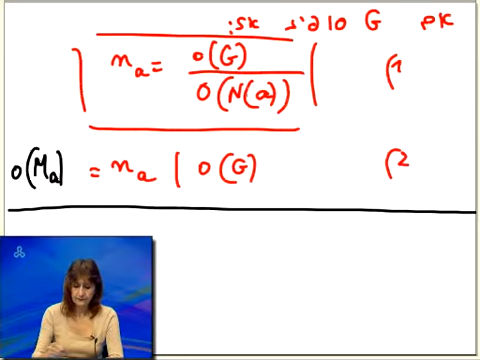 אם G סופית אז:
1) n_a = o(G) / O(N(a))
2) o(M_a) = n_a | O(G)